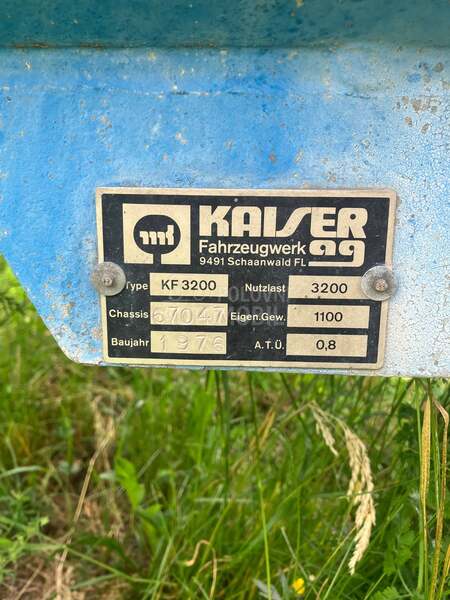 KAISER
Fahrzeugwerk ag
9491 Schaanwald FL
Type KF 3200 Nutzlast 3200
Chassis 67047 Eigen.Gew. 1100
Baujahr 1976 A.T.Ü. 0,8